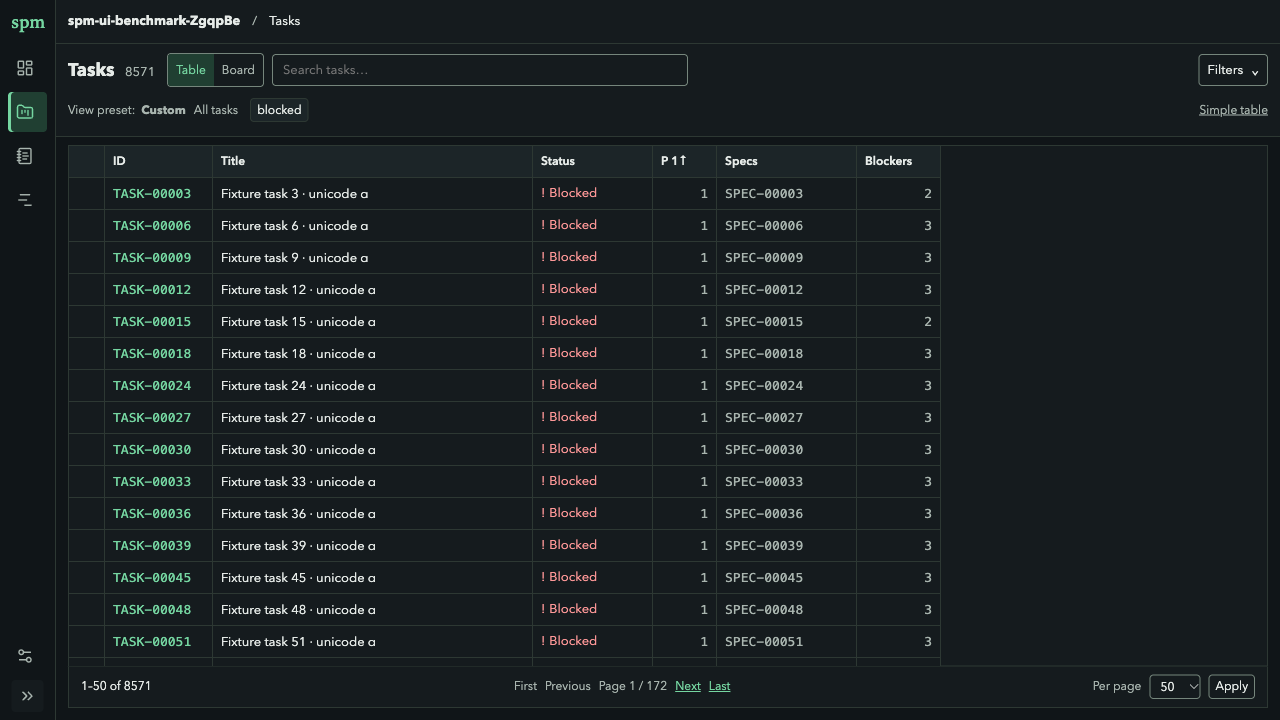 spm
spm-ui-benchmark-ZgqpBe / Tasks
Tasks 8571 Table Board Search tasks... Filters
View preset: Custom All tasks blocked Simple table
ID Title Status P 1↑ Specs Blockers
TASK-00003 Fixture task 3 · unicode α ! Blocked 1 SPEC-00003 2
TASK-00006 Fixture task 6 · unicode α ! Blocked 1 SPEC-00006 3
TASK-00009 Fixture task 9 · unicode α ! Blocked 1 SPEC-00009 3
TASK-00012 Fixture task 12 · unicode α ! Blocked 1 SPEC-00012 3
TASK-00015 Fixture task 15 · unicode α ! Blocked 1 SPEC-00015 2
TASK-00018 Fixture task 18 · unicode α ! Blocked 1 SPEC-00018 3
TASK-00024 Fixture task 24 · unicode α ! Blocked 1 SPEC-00024 3
TASK-00027 Fixture task 27 · unicode α ! Blocked 1 SPEC-00027 3
TASK-00030 Fixture task 30 · unicode α ! Blocked 1 SPEC-00030 3
TASK-00033 Fixture task 33 · unicode α ! Blocked 1 SPEC-00033 3
TASK-00036 Fixture task 36 · unicode α ! Blocked 1 SPEC-00036 3
TASK-00039 Fixture task 39 · unicode α ! Blocked 1 SPEC-00039 3
TASK-00045 Fixture task 45 · unicode α ! Blocked 1 SPEC-00045 3
TASK-00048 Fixture task 48 · unicode α ! Blocked 1 SPEC-00048 3
TASK-00051 Fixture task 51 · unicode α ! Blocked 1 SPEC-00051 3
1–50 of 8571 First Previous Page 1 / 172 Next Last Per page 50 Apply